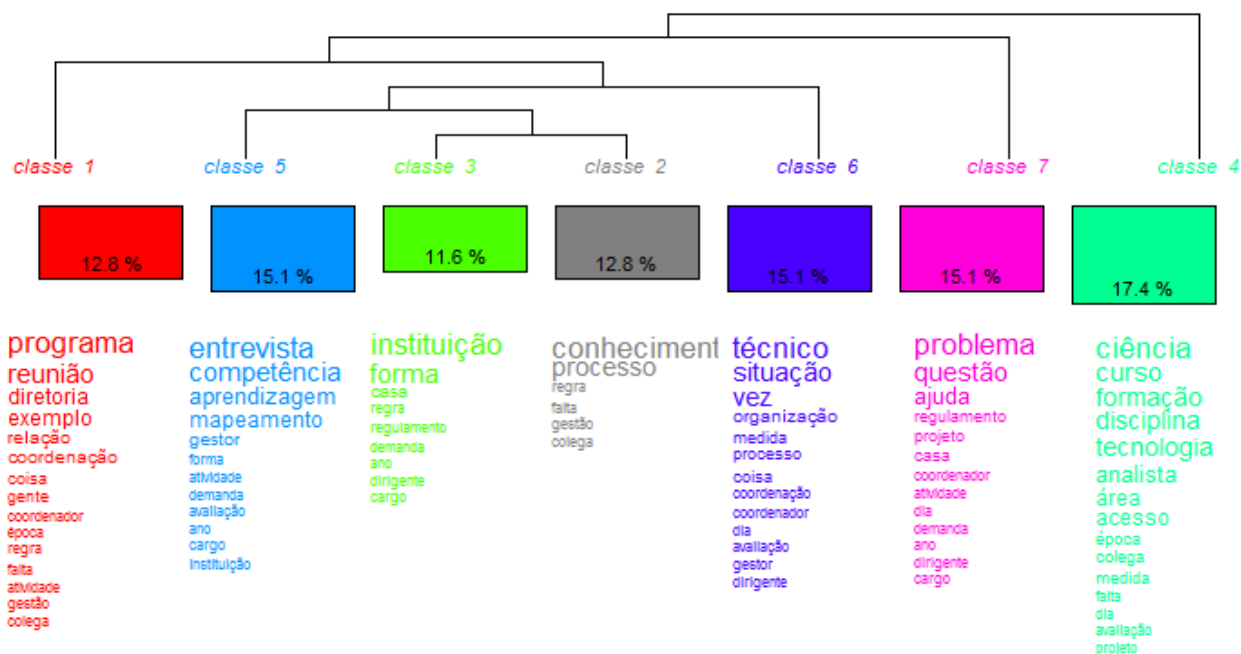 classe 1
classe 5
classe 3
classe 2
classe 6
classe 7
classe 4
12.8 %
15.1 %
11.6 %
12.8 %
15.1 %
15.1 %
17.4 %
programa
reunião
diretoria
exemplo
relação
coordenação
coisa
gente
coordenador
época
regra
falta
atividade
gestão
colega
entrevista
competência
aprendizagem
mapeamento
gestor
forma
atividade
demanda
avaliação
ano
cargo
instituição
instituição
forma
casa
regra
regulamento
demanda
ano
dirigente
cargo
conheciment
processo
regra
falta
gestão
colega
técnico
situação
vez
organização
medida
processo
coisa
coordenação
coordenador
dia
avaliação
gestor
dirigente
problema
questão
ajuda
regulamento
projeto
casa
coordenador
atividade
dia
demanda
ano
dirigente
cargo
ciência
curso
formação
disciplina
tecnologia
analista
área
acesso
época
colega
medida
falta
dia
avaliação
projeto